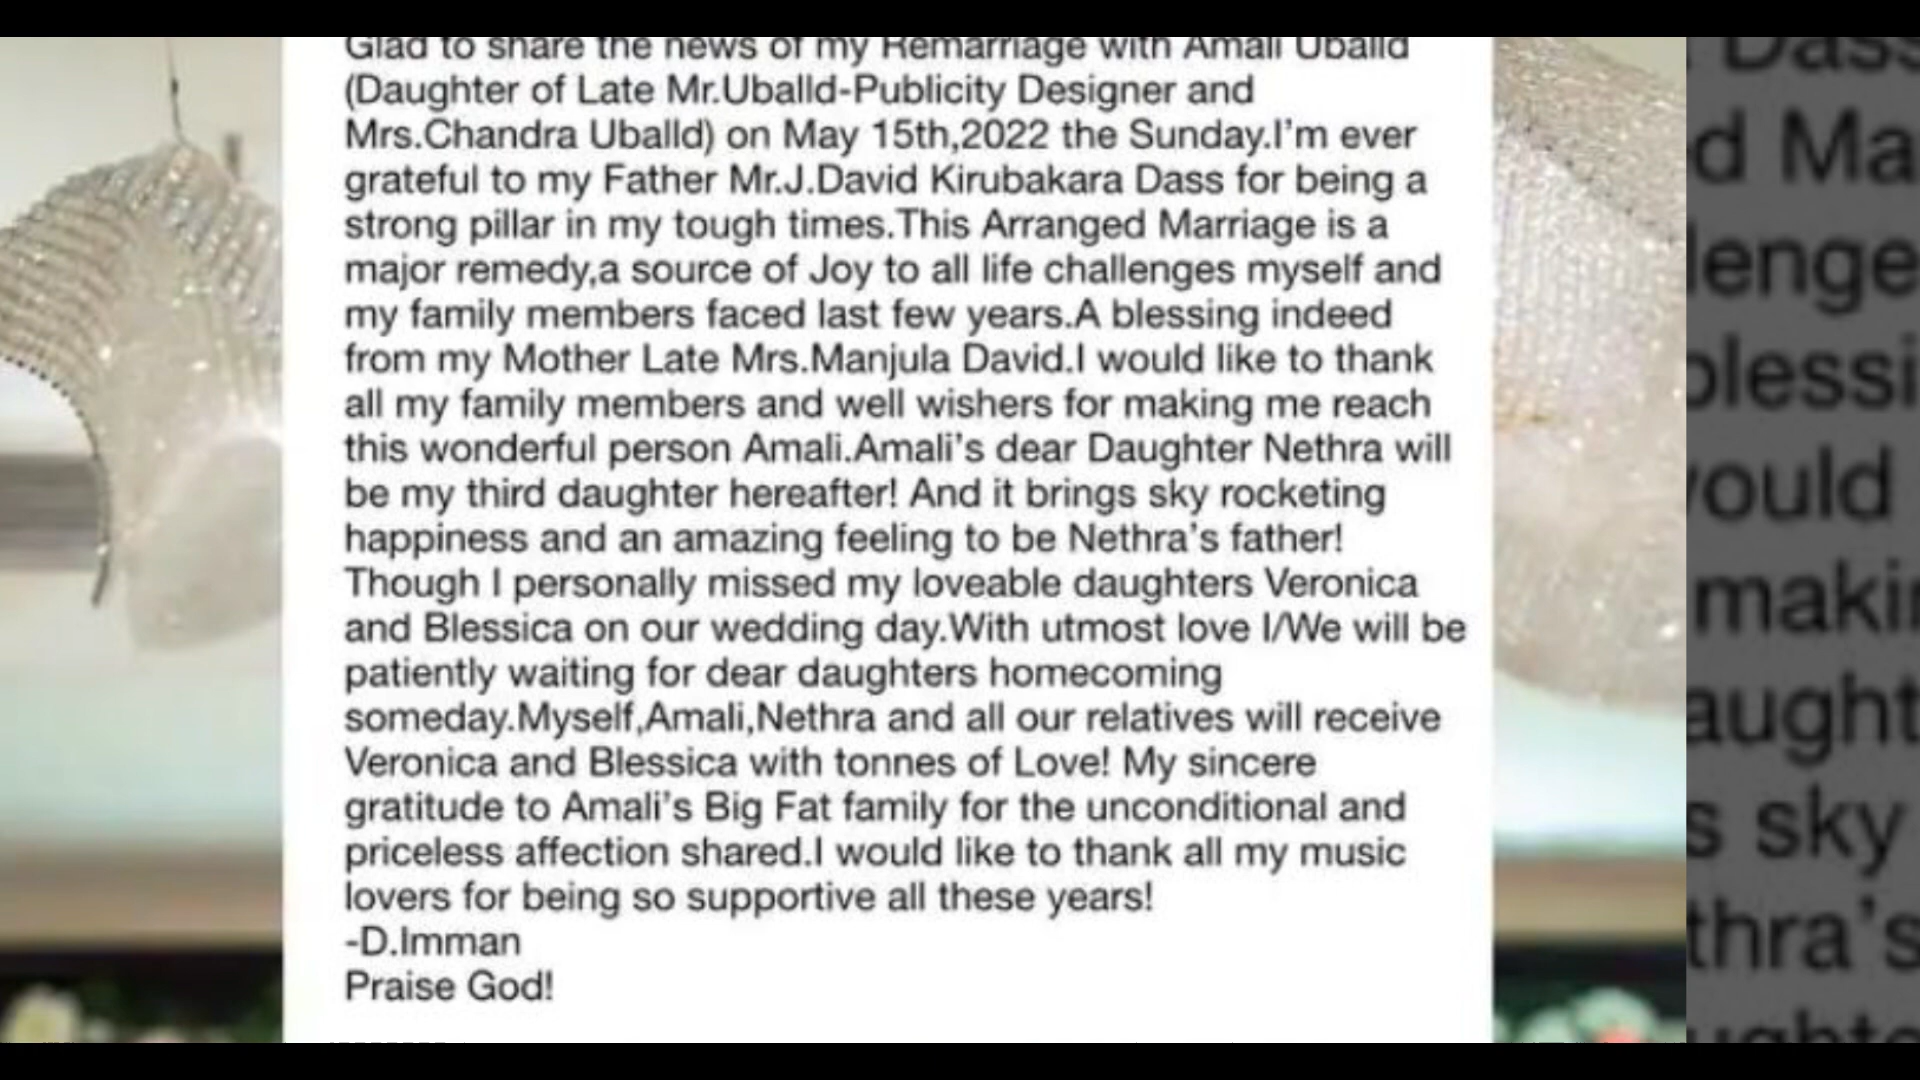 Glad to share the news of my Remarriage with Amali Uballd
(Daughter of Late Mr.Uballd-Publicity Designer and
Mrs.Chandra Uballd) on May 15th,2022 the Sunday.I'm ever
grateful to my Father Mr.J.David Kirubakara Dass for being a
strong pillar in my tough times.This Arranged Marriage is a
major remedy,a source of Joy to all life challenges myself and
my family members faced last few years.A blessing indeed
from my Mother Late Mrs.Manjula David.I would like to thank
all my family members and well wishers for making me reach
this wonderful person Amali.Amali's dear Daughter Nethra will
be my third daughter hereafter! And it brings sky rocketing
happiness and an amazing feeling to be Nethra's father!
Though I personally missed my loveable daughters Veronica
and Blessica on our wedding day.With utmost love I/We will be
patiently waiting for dear daughters homecoming
someday.Myself,Amali,Nethra and all our relatives will receive
Veronica and Blessica with tonnes of Love! My sincere
gratitude to Amali's Big Fat family for the unconditional and
priceless affection shared.I would like to thank all my music
lovers for being so supportive all these years!
-D.Imman
Praise God!
Dass
d Ma
lenge
blessi
ould
makin
aught
s sky
thra's